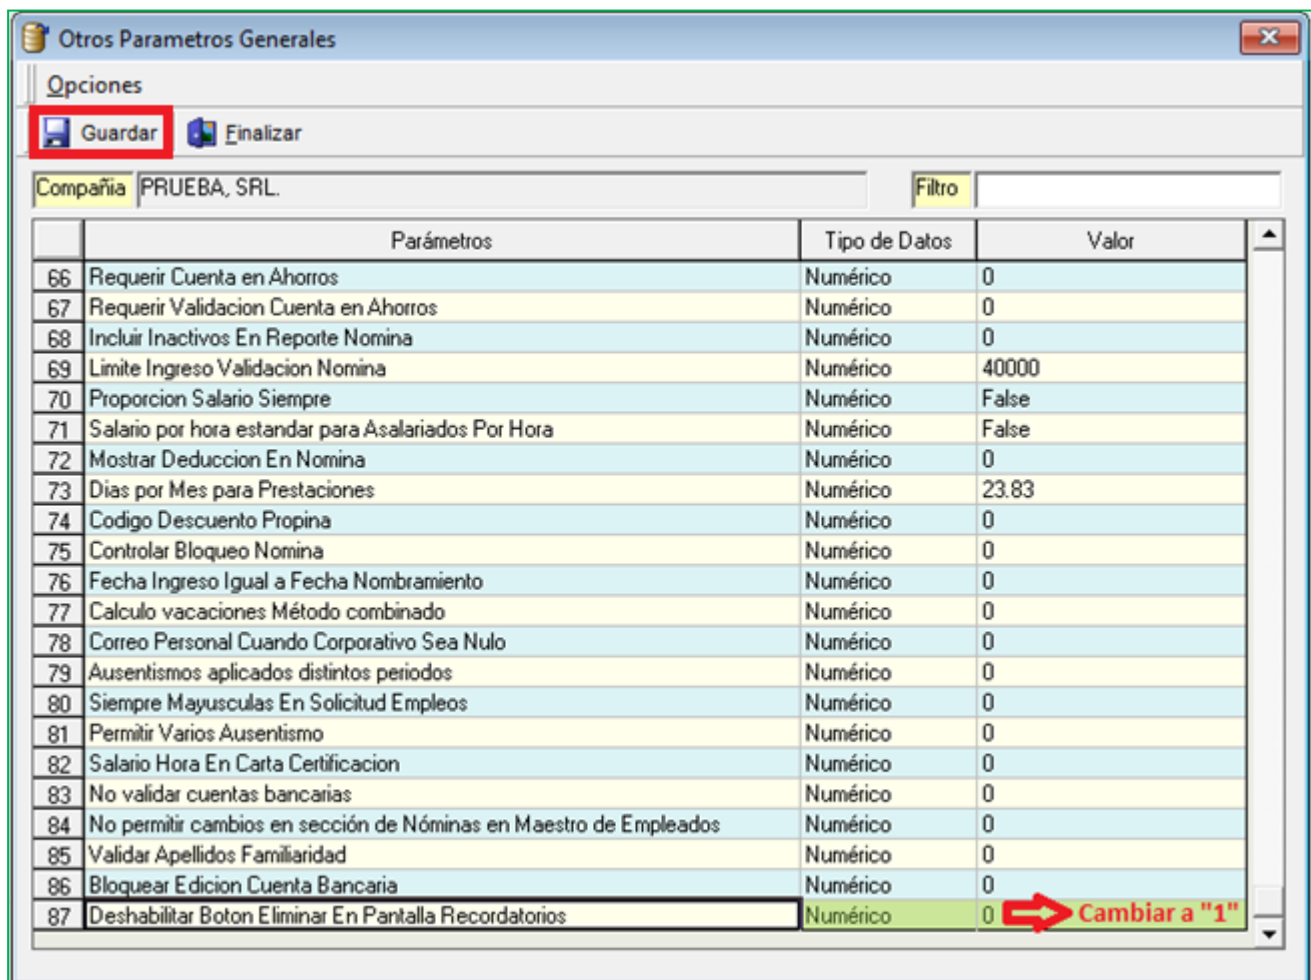 Otros Parametros Generales
Opciones
Guardar Finalizar
Compañia PRUEBA, SRL. Filtro
Parámetros Tipo de Datos Valor
66 Requerir Cuenta en Ahorros Numérico 0
67 Requerir Validacion Cuenta en Ahorros Numérico 0
68 Incluir Inactivos En Reporte Nomina Numérico 0
69 Limite Ingreso Validacion Nomina Numérico 40000
70 Proporcion Salario Siempre Numérico False
71 Salario por hora estandar para Asalariados Por Hora Numérico False
72 Mostrar Deduccion En Nomina Numérico 0
73 Dias por Mes para Prestaciones Numérico 23.83
74 Codigo Descuento Propina Numérico 0
75 Controlar Bloqueo Nomina Numérico 0
76 Fecha Ingreso Igual a Fecha Nombramiento Numérico 0
77 Calculo vacaciones Método combinado Numérico 0
78 Correo Personal Cuando Corporativo Sea Nulo Numérico 0
79 Ausentismos aplicados distintos periodos Numérico 0
80 Siempre Mayusculas En Solicitud Empleos Numérico 0
81 Permitir Varios Ausentismo Numérico 0
82 Salario Hora En Carta Certificacion Numérico 0
83 No validar cuentas bancarias Numérico 0
84 No permitir cambios en sección de Nóminas en Maestro de Empleados Numérico 0
85 Validar Apellidos Familiaridad Numérico 0
86 Bloquear Edicion Cuenta Bancaria Numérico 0
87 Deshabilitar Boton Eliminar En Pantalla Recordatorios Numérico 0 Cambiar a "1"